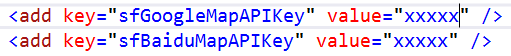 <add key="sfGoogleMapAPIKey" value="xxxxx" />
<add key="sfBaiduMapAPIKey" value="xxxxx" />